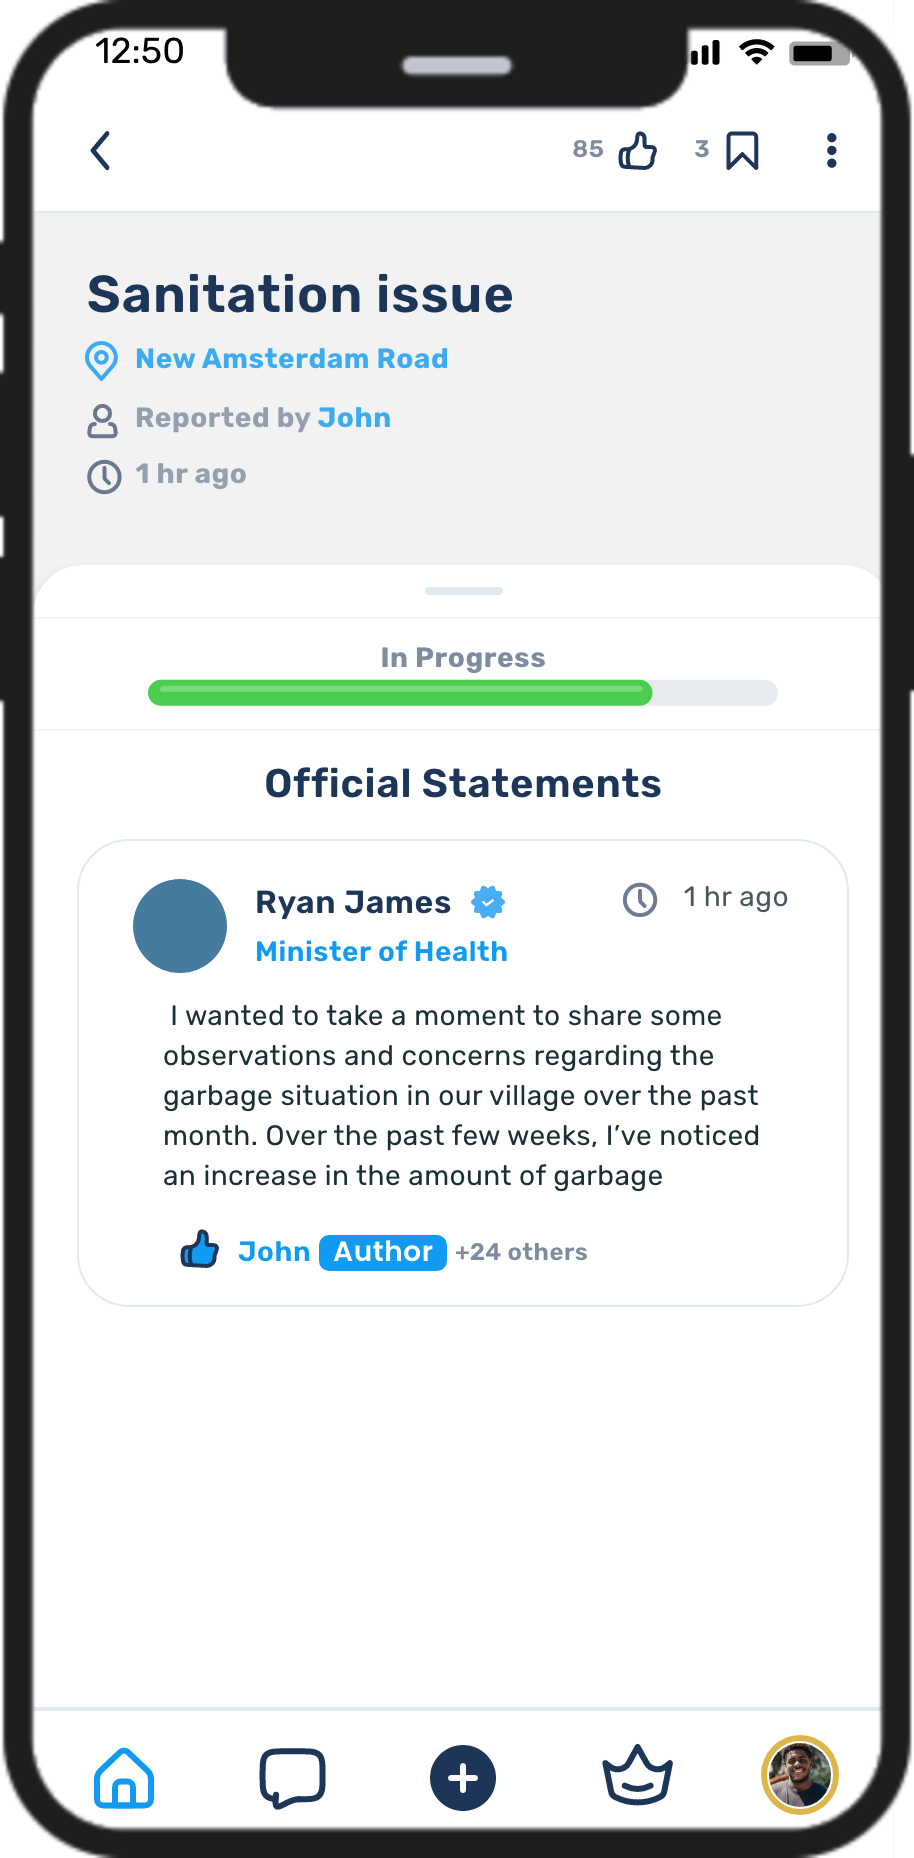 12:50
85 3
Sanitation issue
New Amsterdam Road
Reported by John
1 hr ago
In Progress
Official Statements
Ryan James 1 hr ago
Minister of Health
I wanted to take a moment to share some
observations and concerns regarding the
garbage situation in our village over the past
month. Over the past few weeks, I’ve noticed
an increase in the amount of garbage
John Author +24 others